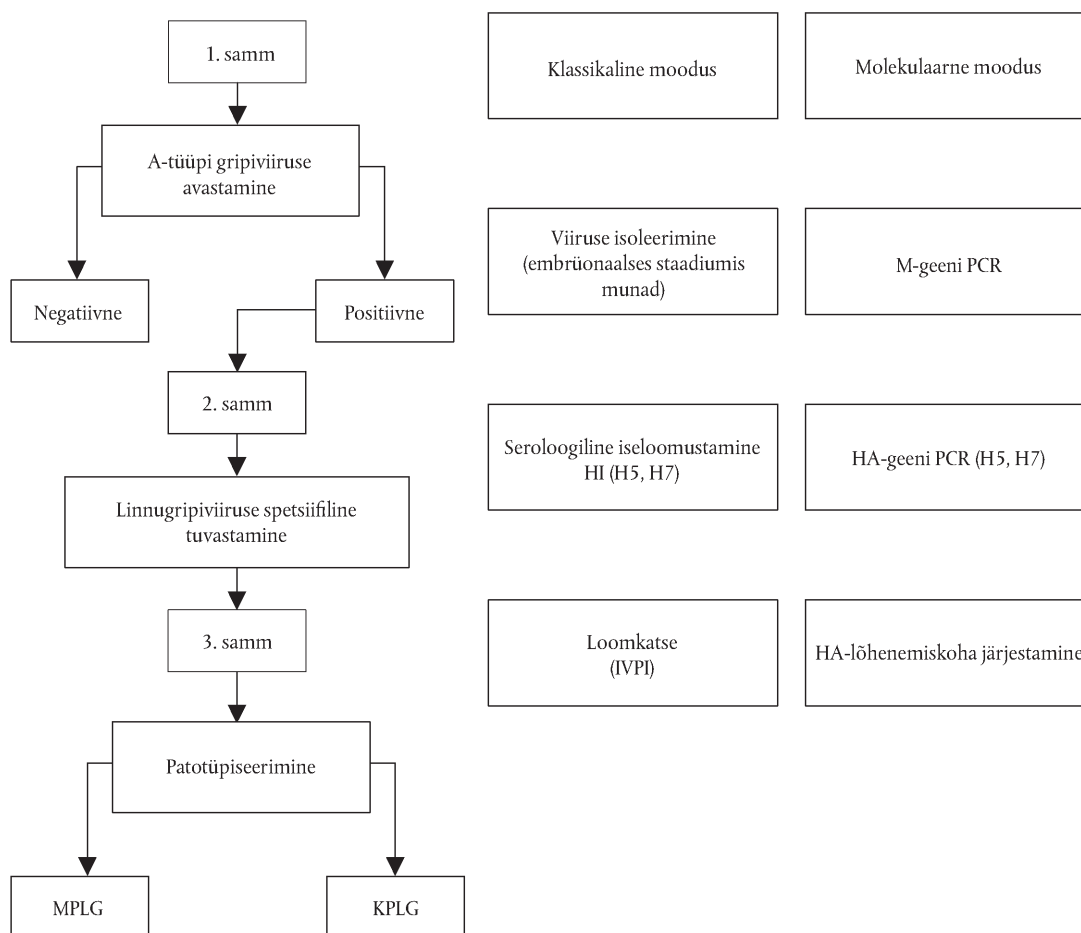 1. samm
A-tüüpi gripiviiruse
avastamine
Negatiivne
Positiivne
2. samm
Linnugripiviiruse spetsiifiline
tuvastamine
3. samm
Patotüpiseerimine
MPLG
KPLG
Klassikaline moodus
Molekulaarne moodus
Viiruse isoleerimine
(embrüonaalses staadiumis
munad)
M-geeni PCR
Seroloogiline iseloomustamine
HI (H5, H7)
HA-geeni PCR (H5, H7)
Loomkatse
(IVPI)
HA-lõhenemiskoha järjestamine